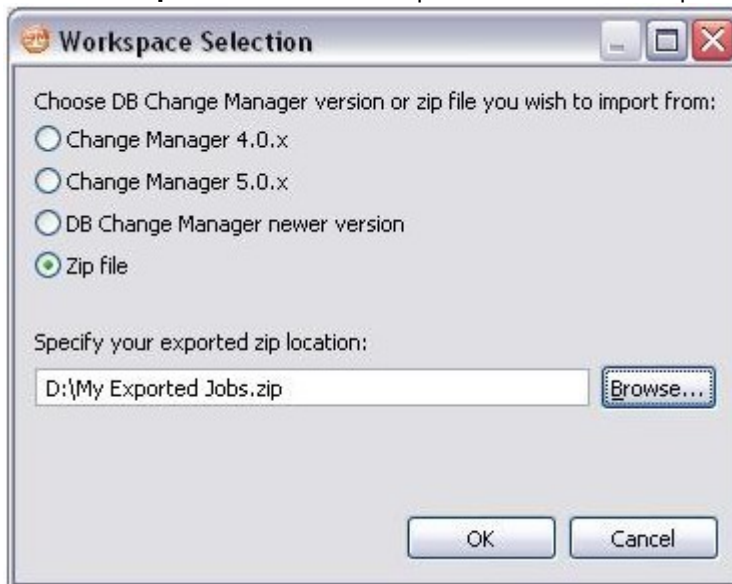 Workspace Selection
Choose DB Change Manager version or zip file you wish to import from:
Change Manager 4.0.x
Change Manager 5.0.x
DB Change Manager newer version
Zip file
Specify your exported zip location:
D:\My Exported Jobs.zip
Browse...
OK
Cancel